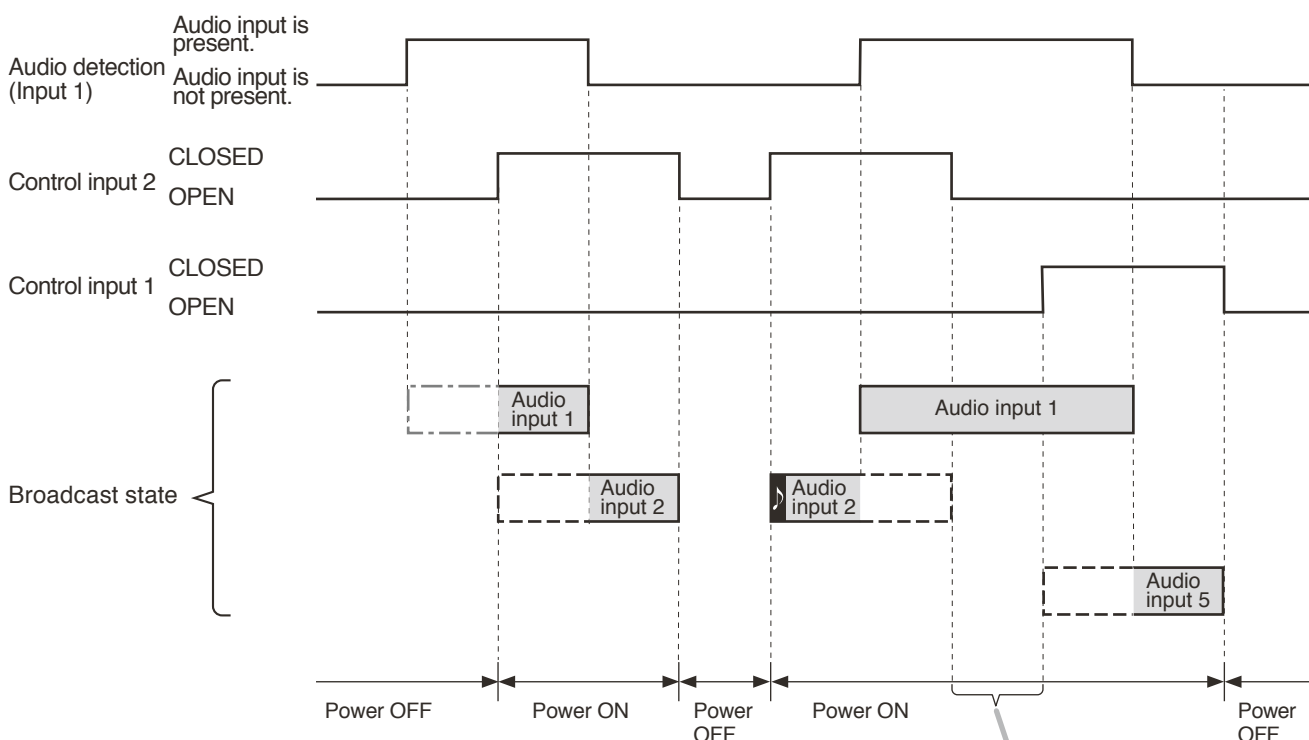 Audio input is
present.
Audio detection
(Input 1)
Audio input is
not present.
CLOSED
Control input 2
OPEN
CLOSED
Control input 1
OPEN
Audio
input 1
Audio input 1
Broadcast state
Audio
input 2
♪ Audio
input 2
Audio
input 5
Power OFF
Power ON
Power
OFF
Power ON
Power
OFF